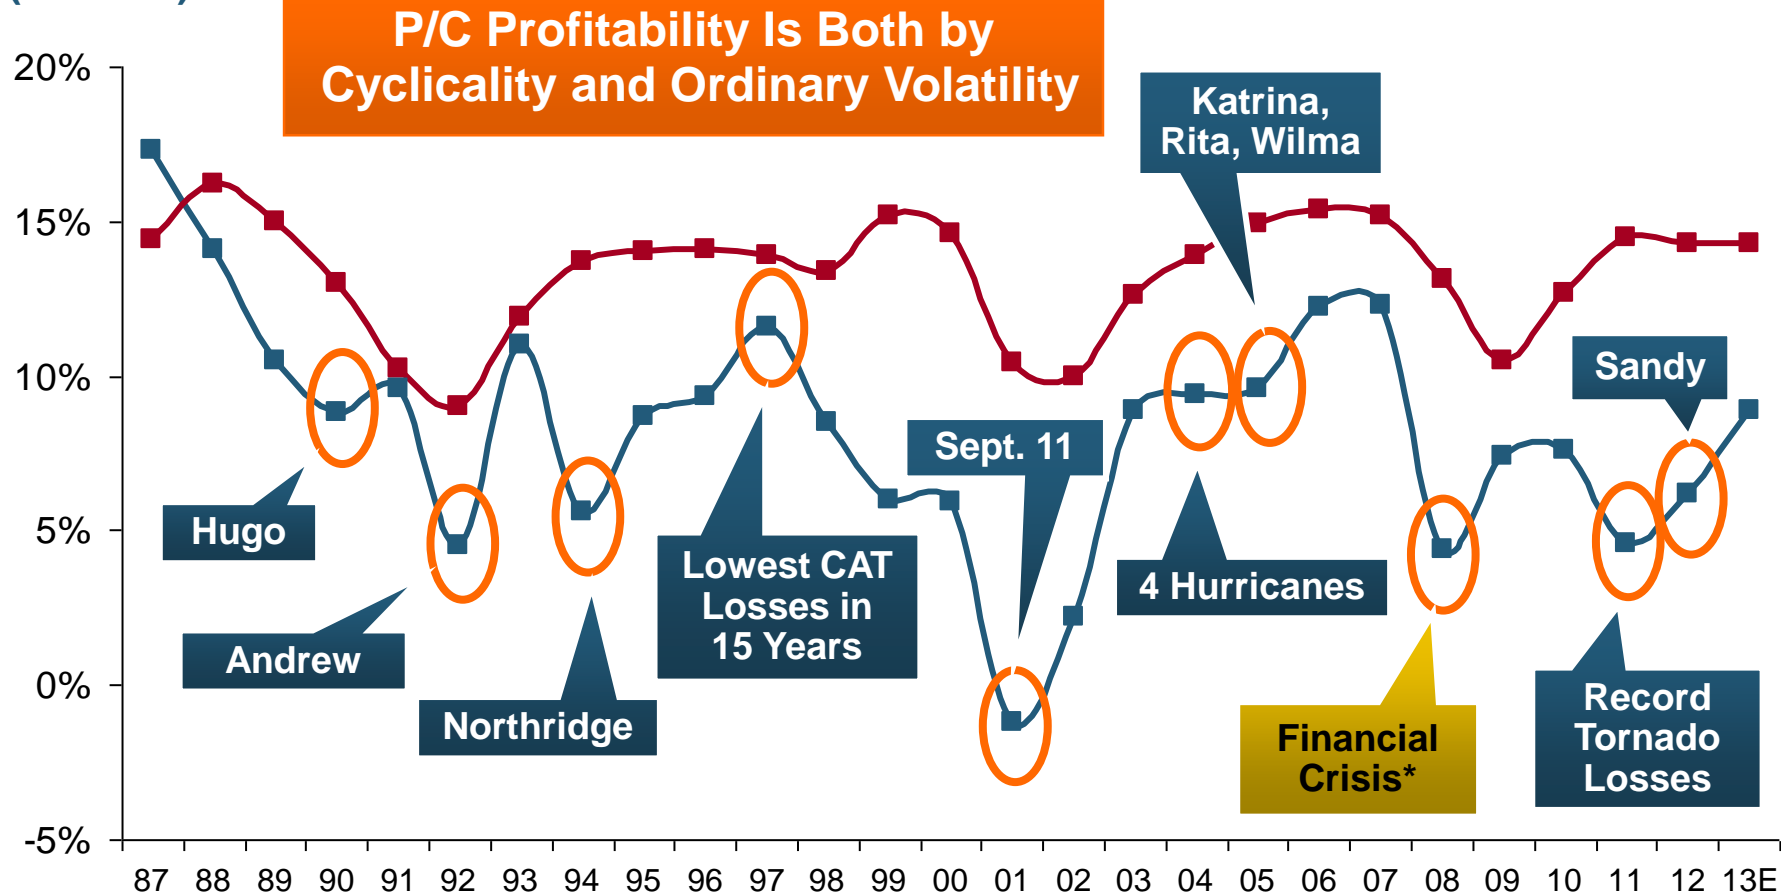 P/C Profitability Is Both by
Cyclicality and Ordinary Volatility
20%
15%
10%
5%
0%
-5%
Katrina,
Rita, Wilma
Sandy
Sept. 11
Hugo
Lowest CAT
Losses in
15 Years
4 Hurricanes
Andrew
Northridge
Financial
Crisis*
Record
Tornado
Losses
87 88 89 90 91 92 93 94 95 96 97 98 99 00 01 02 03 04 05 06 07 08 09 10 11 12 13E